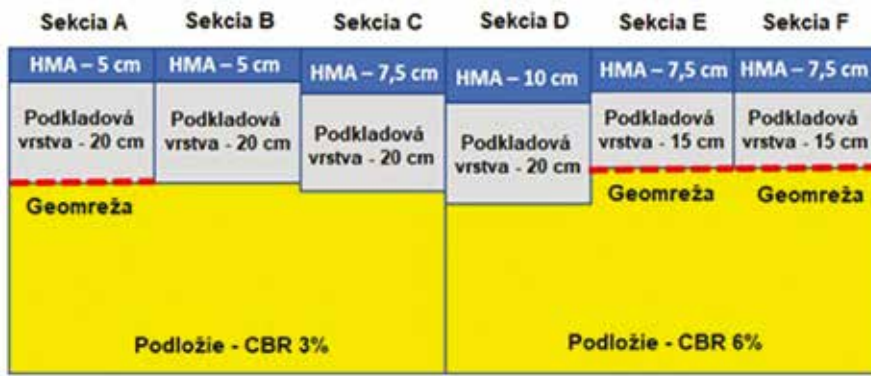 Sekcia A Sekcia B Sekcia C Sekcia D Sekcia E Sekcia F
HMA – 5 cm HMA – 5 cm HMA – 7,5 cm HMA – 10 cm HMA – 7,5 cm HMA – 7,5 cm
Podkladová
vrstva - 20 cm
Podkladová
vrstva - 20 cm
Podkladová
vrstva - 20 cm
Podkladová
vrstva - 20 cm
Podkladová
vrstva - 15 cm
Podkladová
vrstva - 15 cm
Geomreža Geomreža Geomreža
Podložie - CBR 3% Podložie - CBR 6%